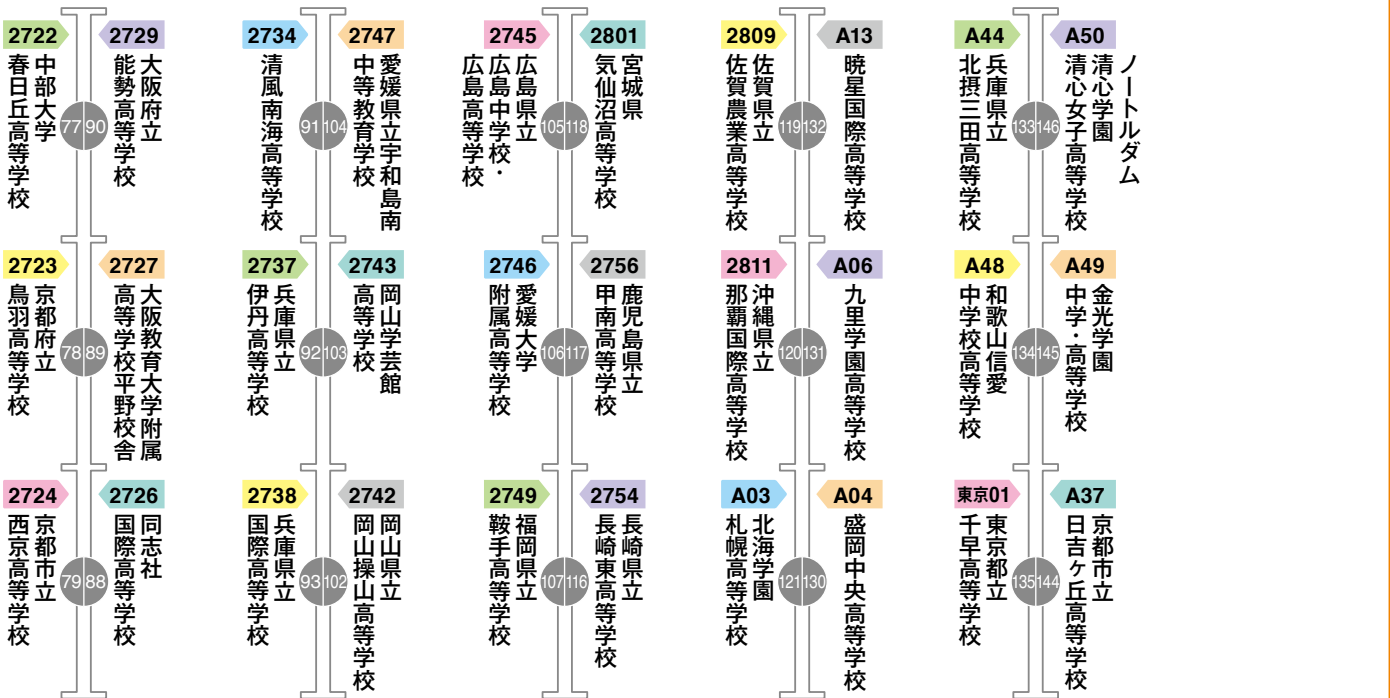 2722
中部大学
春日丘高等学校
77
90
2729
大阪府立
能勢高等学校
2734
清風南海高等学校
91
104
2747
愛媛県立宇和島南
中等教育学校
2745
広島県立
広島中学校・
広島高等学校
105
118
2801
宮城県
気仙沼高等学校
2809
佐賀県立
佐賀農業高等学校
119
132
A13
暁星国際高等学校
A44
兵庫県立
北摂三田高等学校
133
146
A50
ノートルダム
清心学園
清心女子高等学校
2723
京都府立
鳥羽高等学校
78
89
2727
大阪教育大学附属
高等学校平野校舎
2737
兵庫県立
伊丹高等学校
92
103
2743
岡山学芸館
高等学校
2746
愛媛大学
附属高等学校
106
117
2756
鹿児島県立
甲南高等学校
2811
沖縄県立
那覇国際高等学校
120
131
A06
九里学園高等学校
A48
和歌山信愛
中学校高等学校
134
145
A49
金光学園
中学・高等学校
2724
京都市立
西京高等学校
79
88
2726
同志社
国際高等学校
2738
兵庫県立
国際高等学校
93
102
2742
岡山県立
岡山操山高等学校
2749
福岡県立
鞍手高等学校
107
116
2754
長崎県立
長崎東高等学校
A03
北海学園
札幌高等学校
121
130
A04
盛岡中央高等学校
東京01
東京都立
千早高等学校
135
144
A37
京都市立
日吉ヶ丘高等学校